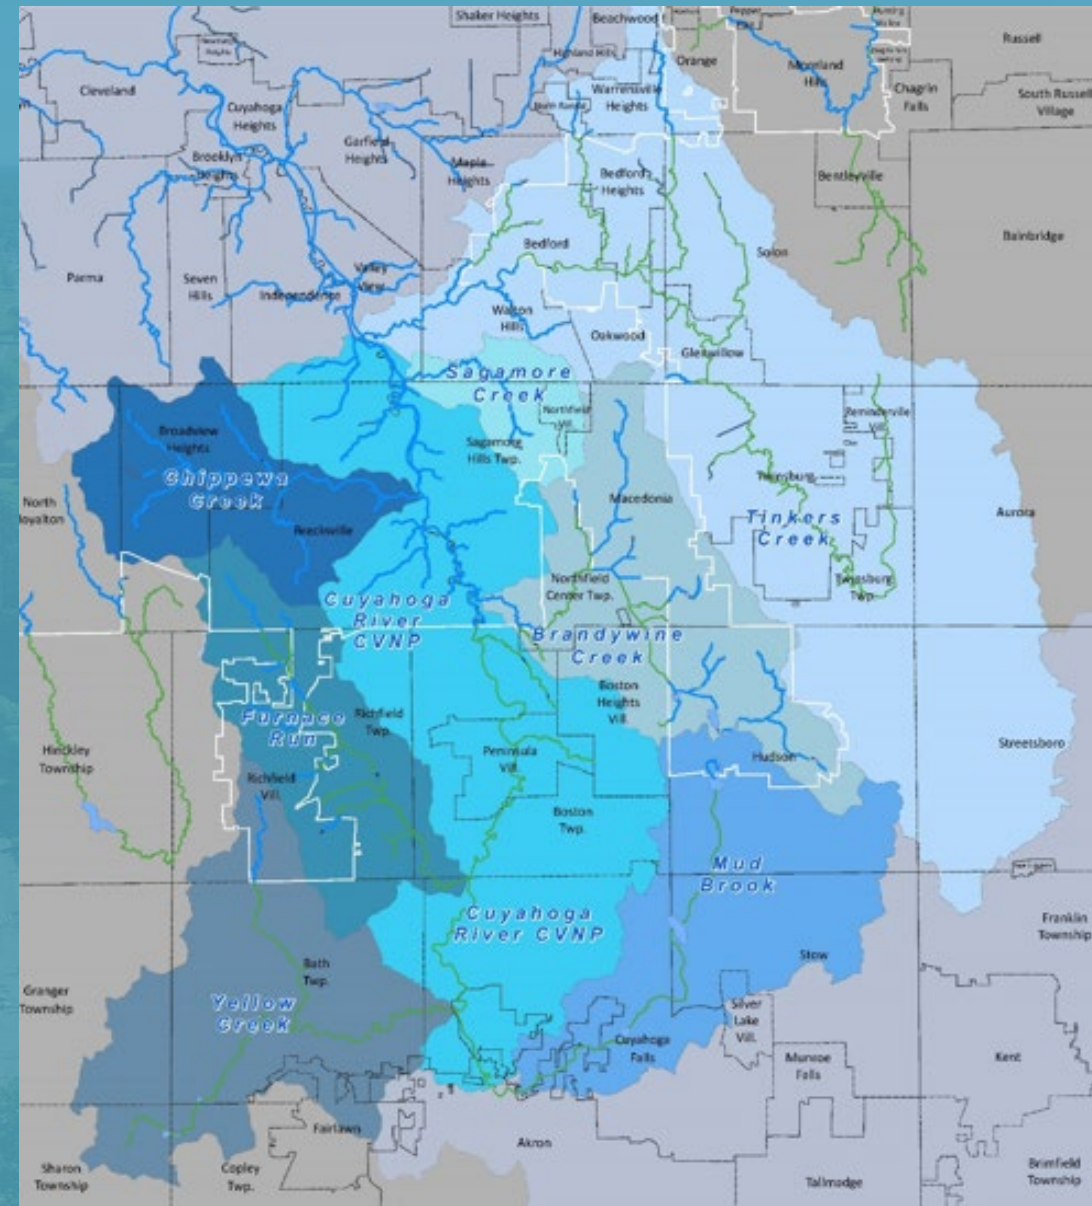 Shaker Heights
Beachwood
Orange
Moreland
Hills
Russell
Highland Hills
Warrensville
Heights
Chagrin
Falls
South Russell
Village
Cleveland
Cuyahoga
Heights
Garfield
Heights
Maple
Heights
Brooklyn
Heights
Bedford
Heights
Bentleyville
Bedford
Solon
Bainbridge
Parma
Seven
Hills
Independence
Valley
View
Walton
Hills
Oakwood
Glenwillow
Sagamore
Creek
Northfield
Vill.
Reminderville
Vill.
Broadview
Heights
Sagamore
Hills Twp.
Chippewa
Creek
Macedonia
Twinsburg
North
Royalton
Brecksville
Tinkers
Creek
Aurora
Northfield
Center Twp.
Twinsburg
Twp.
Cuyahoga
River
CVNP
Brandywine
Creek
Boston
Heights
Vill.
Furnace
Run
Richfield
Twp.
Hinckley
Township
Peninsula
Vill.
Hudson
Streetsboro
Richfield
Vill.
Boston
Twp.
Mud
Brook
Cuyahoga
River CVNP
Franklin
Township
Bath
Twp.
Stow
Granger
Township
Yellow
Creek
Silver
Lake
Vill.
Cuyahoga
Falls
Munroe
Falls
Kent
Fairlawn
Akron
Sharon
Township
Copley
Twp.
Tallmadge
Brimfield
Township